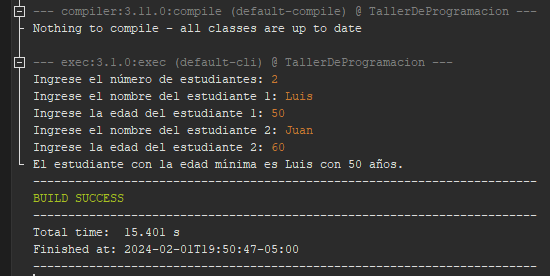 --- compiler:3.11.0:compile (default-compile) @ TallerDeProgramacion ---
Nothing to compile - all classes are up to date
--- exec:3.1.0:exec (default-cli) @ TallerDeProgramacion ---
Ingrese el número de estudiantes: 2
Ingrese el nombre del estudiante 1: Luis
Ingrese la edad del estudiante 1: 50
Ingrese el nombre del estudiante 2: Juan
Ingrese la edad del estudiante 2: 60
El estudiante con la edad mínima es Luis con 50 años.
------------------------------------------------------------------------
BUILD SUCCESS
------------------------------------------------------------------------
Total time:  15.401 s
Finished at: 2024-02-01T19:50:47-05:00
------------------------------------------------------------------------